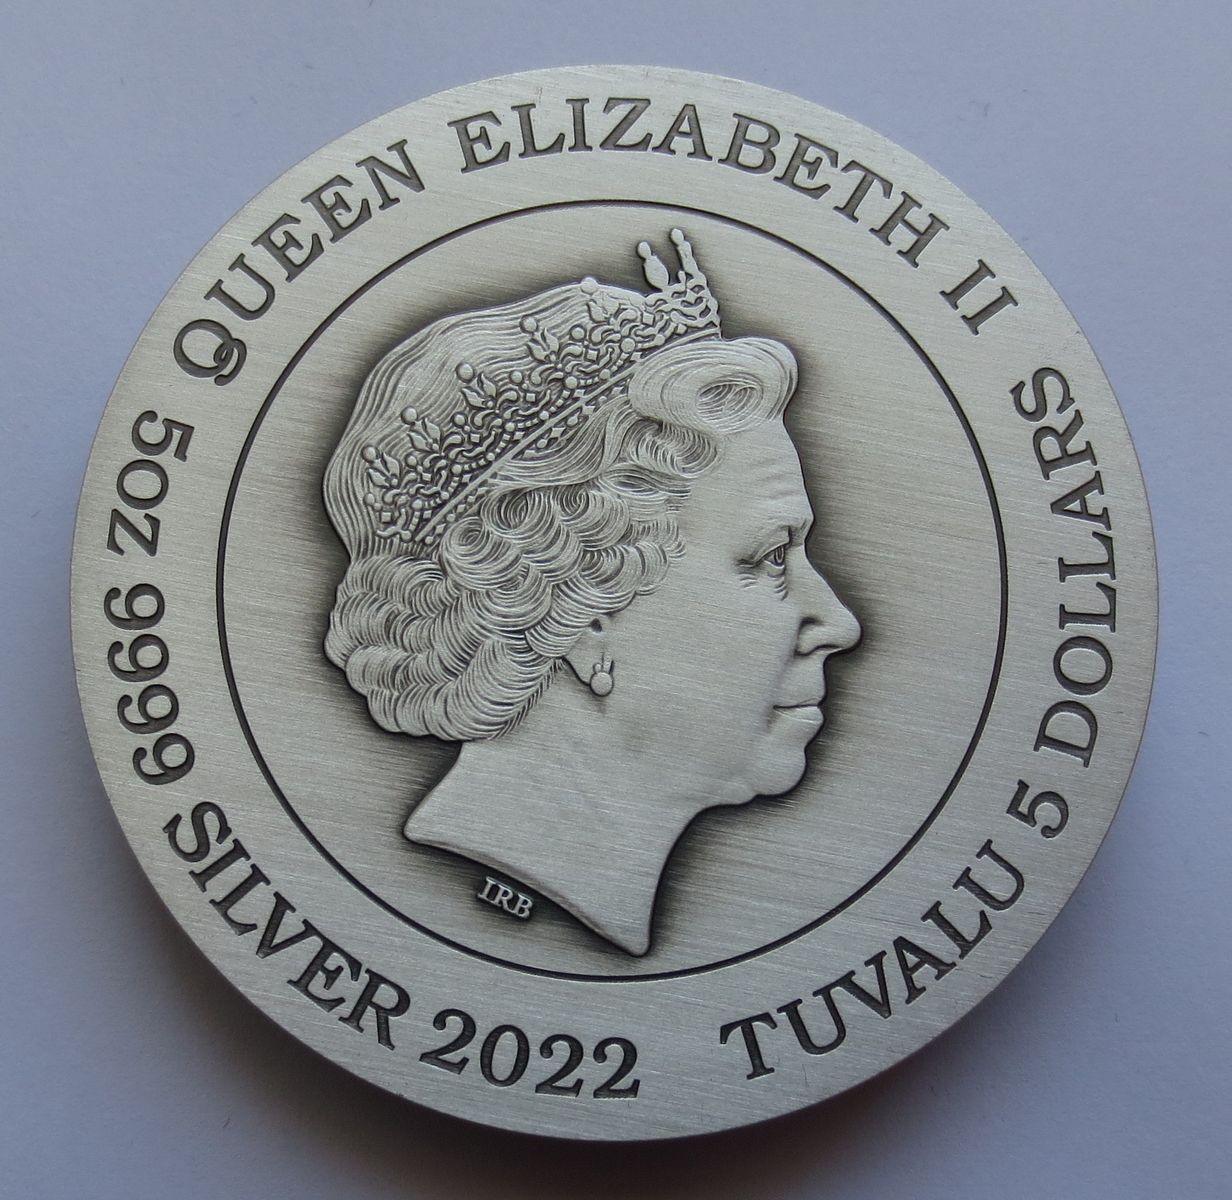 QUEEN ELIZABETH II
TUVALU 5 DOLLARS
5OZ 9999 SILVER 2022
IRB